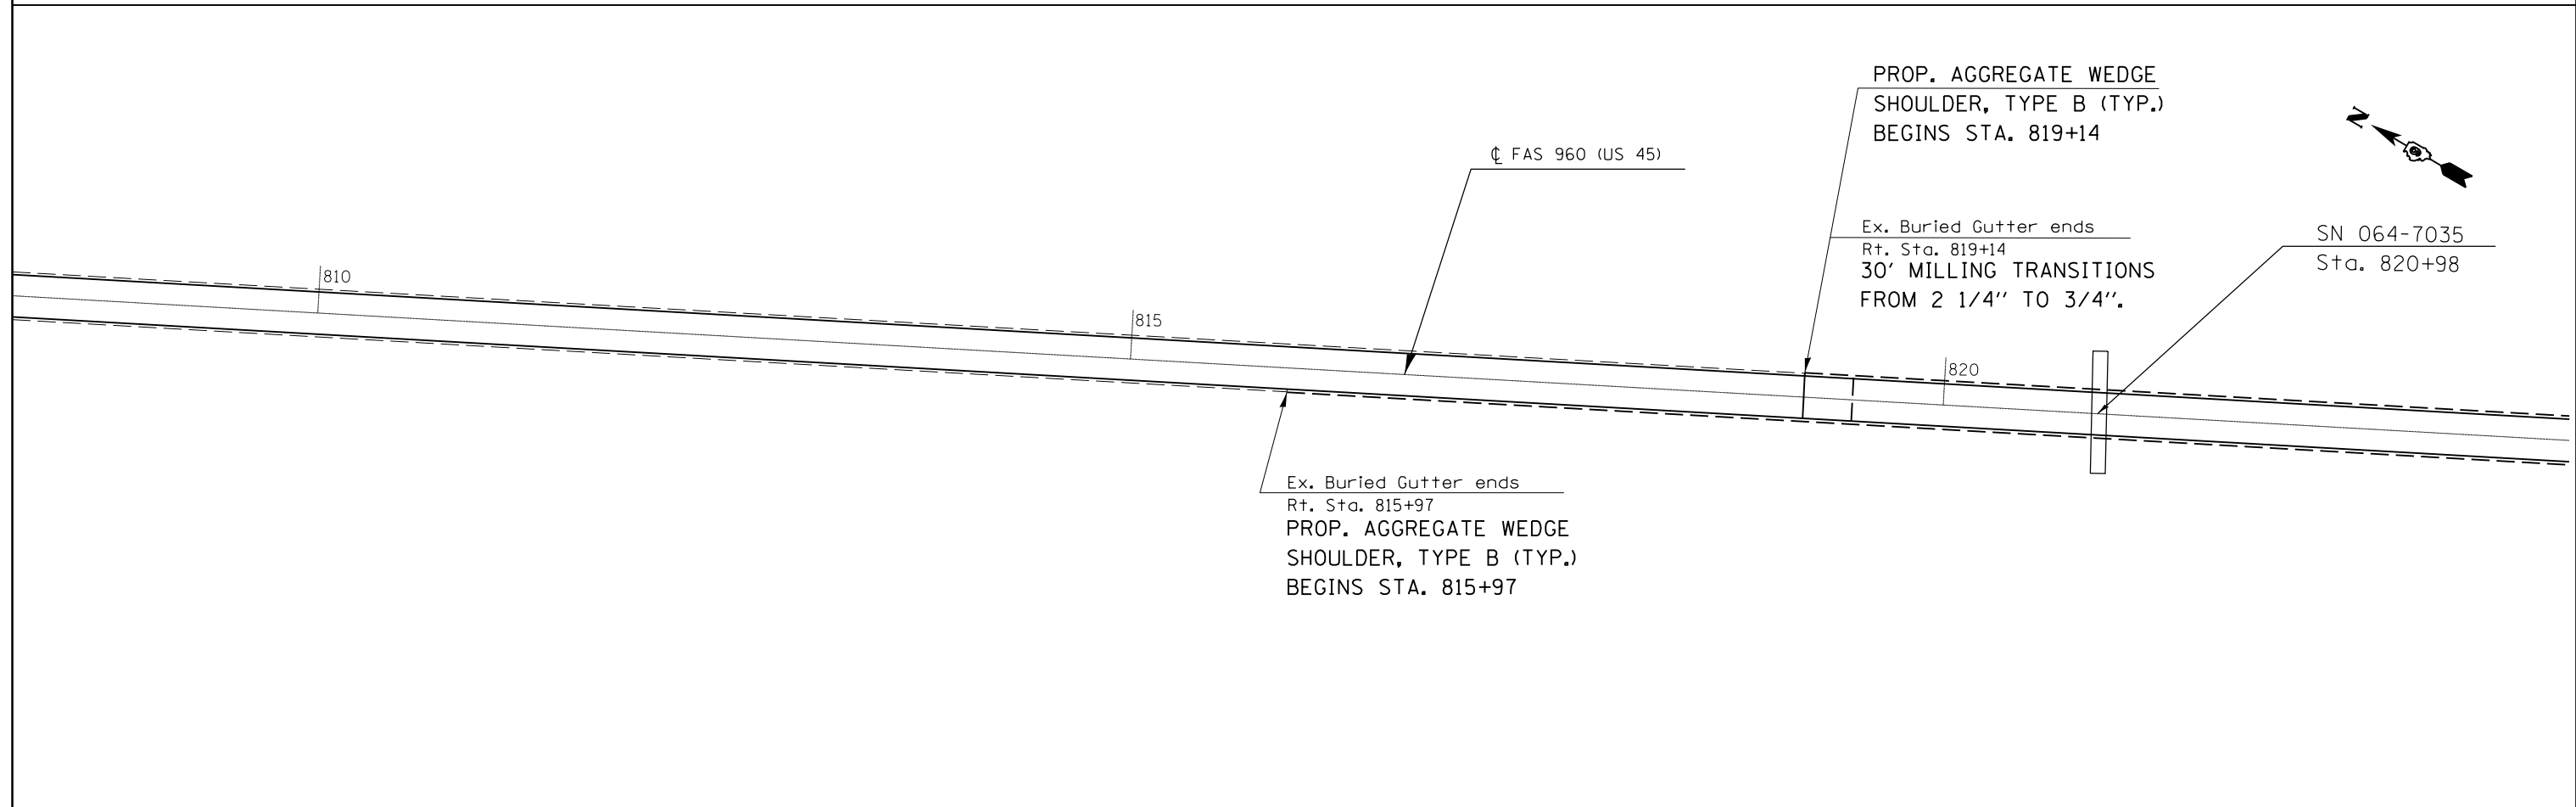 PROP. AGGREGATE WEDGE
SHOULDER, TYPE B (TYP.)
BEGINS STA. 819+14
N
℄ FAS 960 (US 45)
Ex. Buried Gutter ends
Rt. Sta. 819+14
30' MILLING TRANSITIONS
FROM 2 1/4" TO 3/4".
SN 064-7035
Sta. 820+98
810
815
820
Ex. Buried Gutter ends
Rt. Sta. 815+97
PROP. AGGREGATE WEDGE
SHOULDER, TYPE B (TYP.)
BEGINS STA. 815+97